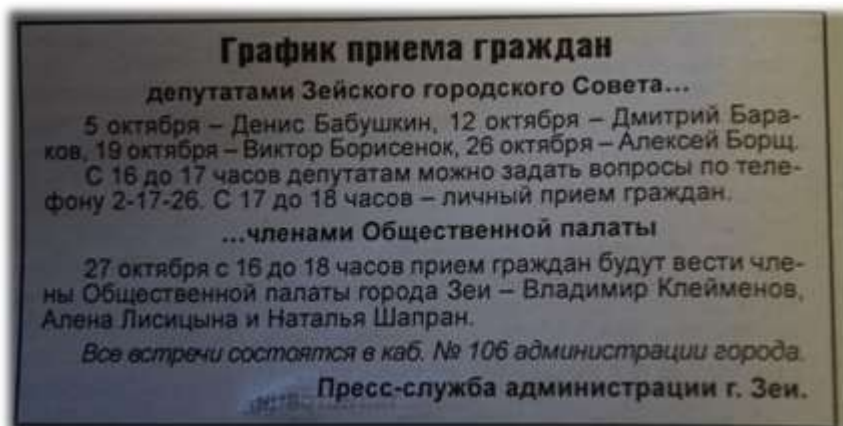 График приема граждан
депутатами Зейского городского Совета...
5 октября – Денис Бабушкин, 12 октября – Дмитрий Бара-
ков, 19 октября – Виктор Борисенок, 26 октября – Алексей Борщ.
С 16 до 17 часов депутатам можно задать вопросы по теле-
фону 2-17-26. С 17 до 18 часов – личный прием граждан.
...членами Общественной палаты
27 октября с 16 до 18 часов прием граждан будут вести чле-
ны Общественной палаты города Зеи – Владимир Клейменов,
Алена Лисицына и Наталья Шапран.
Все встречи состоятся в каб. № 106 администрации города.
Пресс-служба администрации г. Зеи.